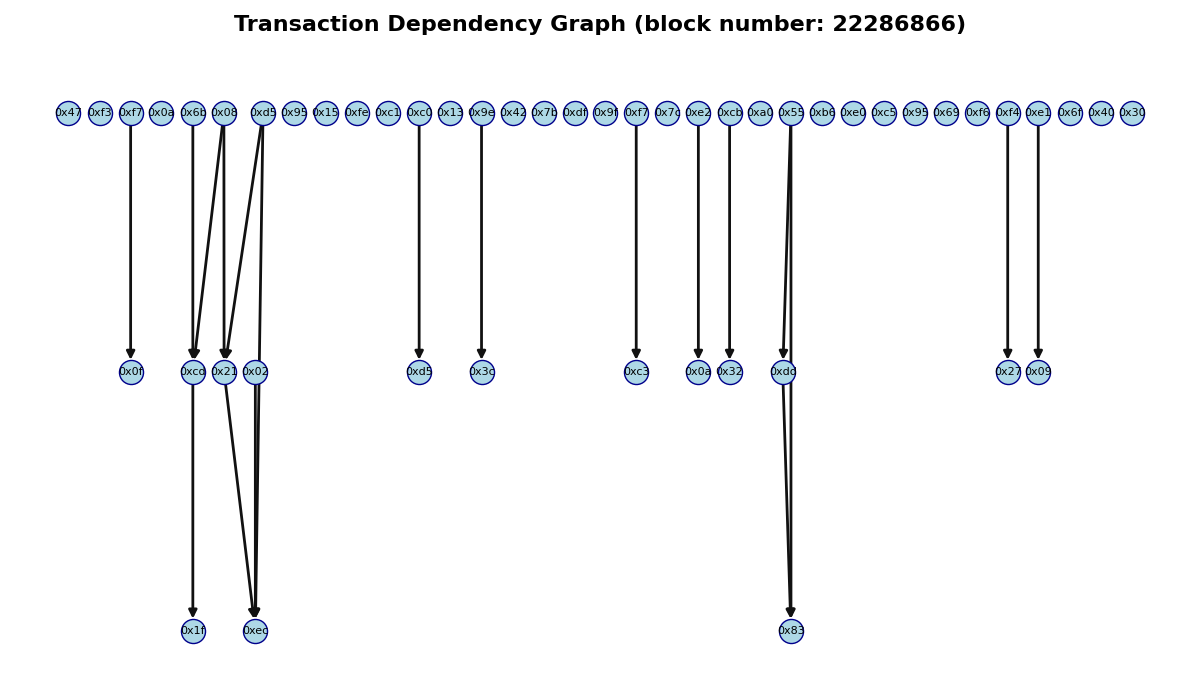 Transaction Dependency Graph (block number: 22286866)
0x47 0xf3 0xf7 0x0a 0x6b 0x08 0xd5 0x95 0x15 0xfe 0xc1 0xc0 0x13 0x9e 0x42 0x7b 0xdf 0x9f 0xf7 0x7c 0xe2 0xcb 0xa0 0x55 0xb6 0xe0 0xc5 0x95 0x69 0xf6 0xf4 0xe1 0x6f 0x40 0x30
0x0f 0xcd 0x21 0x02 0xd5 0x3c 0xc3 0x0a 0x32 0xdc 0x27 0x09
0x1f 0xec 0x83